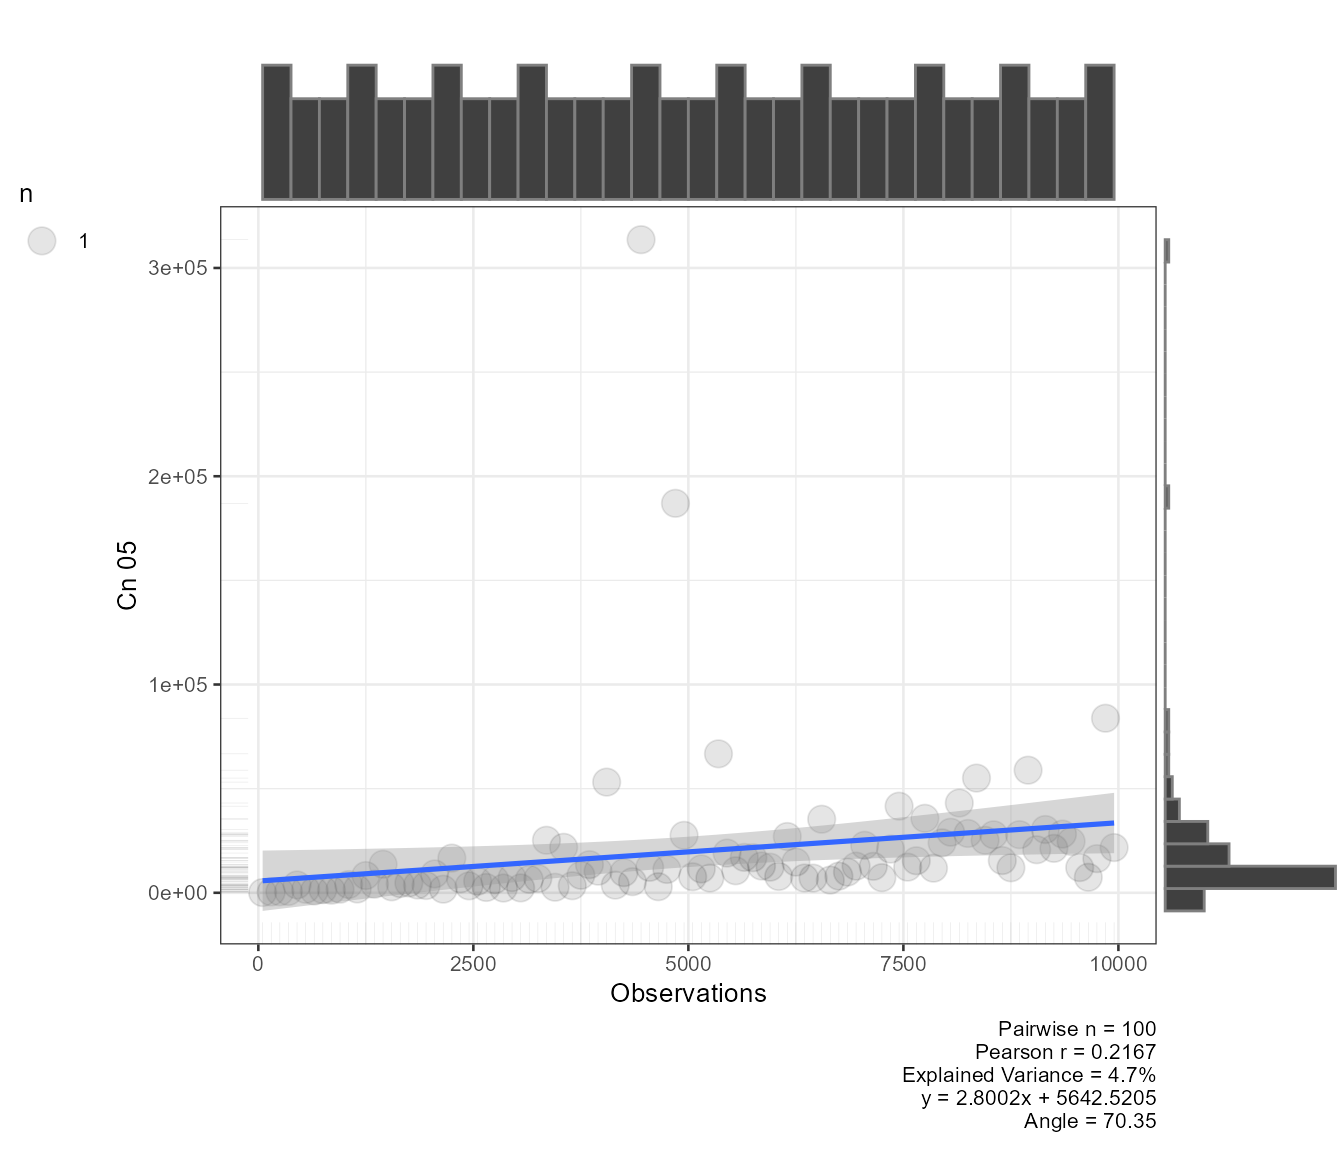 n
1
3e+05
2e+05
1e+05
0e+00
Cn 05
0 2500 5000 7500 10000
Observations
Pairwise n = 100
Pearson r = 0.2167
Explained Variance = 4.7%
y = 2.8002x + 5642.5205
Angle = 70.35